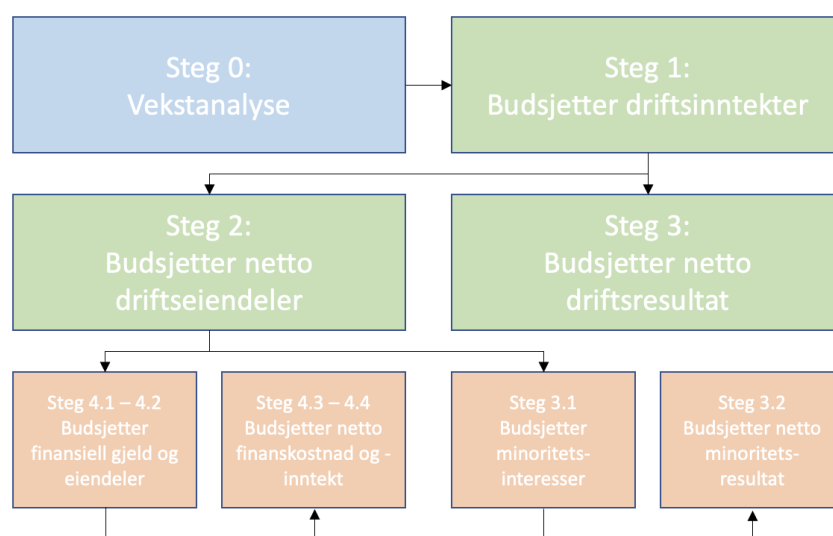 Steg 0:
Vekstanalyse
Steg 1:
Budsjetter driftsinntekter
Steg 2:
Budsjetter netto
driftseiendeler
Steg 3:
Budsjetter netto
driftsresultat
Steg 4.1 – 4.2
Budsjetter
finansiell gjeld og
eiendeler
Steg 4.3 – 4.4
Budsjetter netto
finanskostnad og -
inntekt
Steg 3.1
Budsjetter
minoritets-
interesser
Steg 3.2
Budsjetter netto
minoritets-
resultat